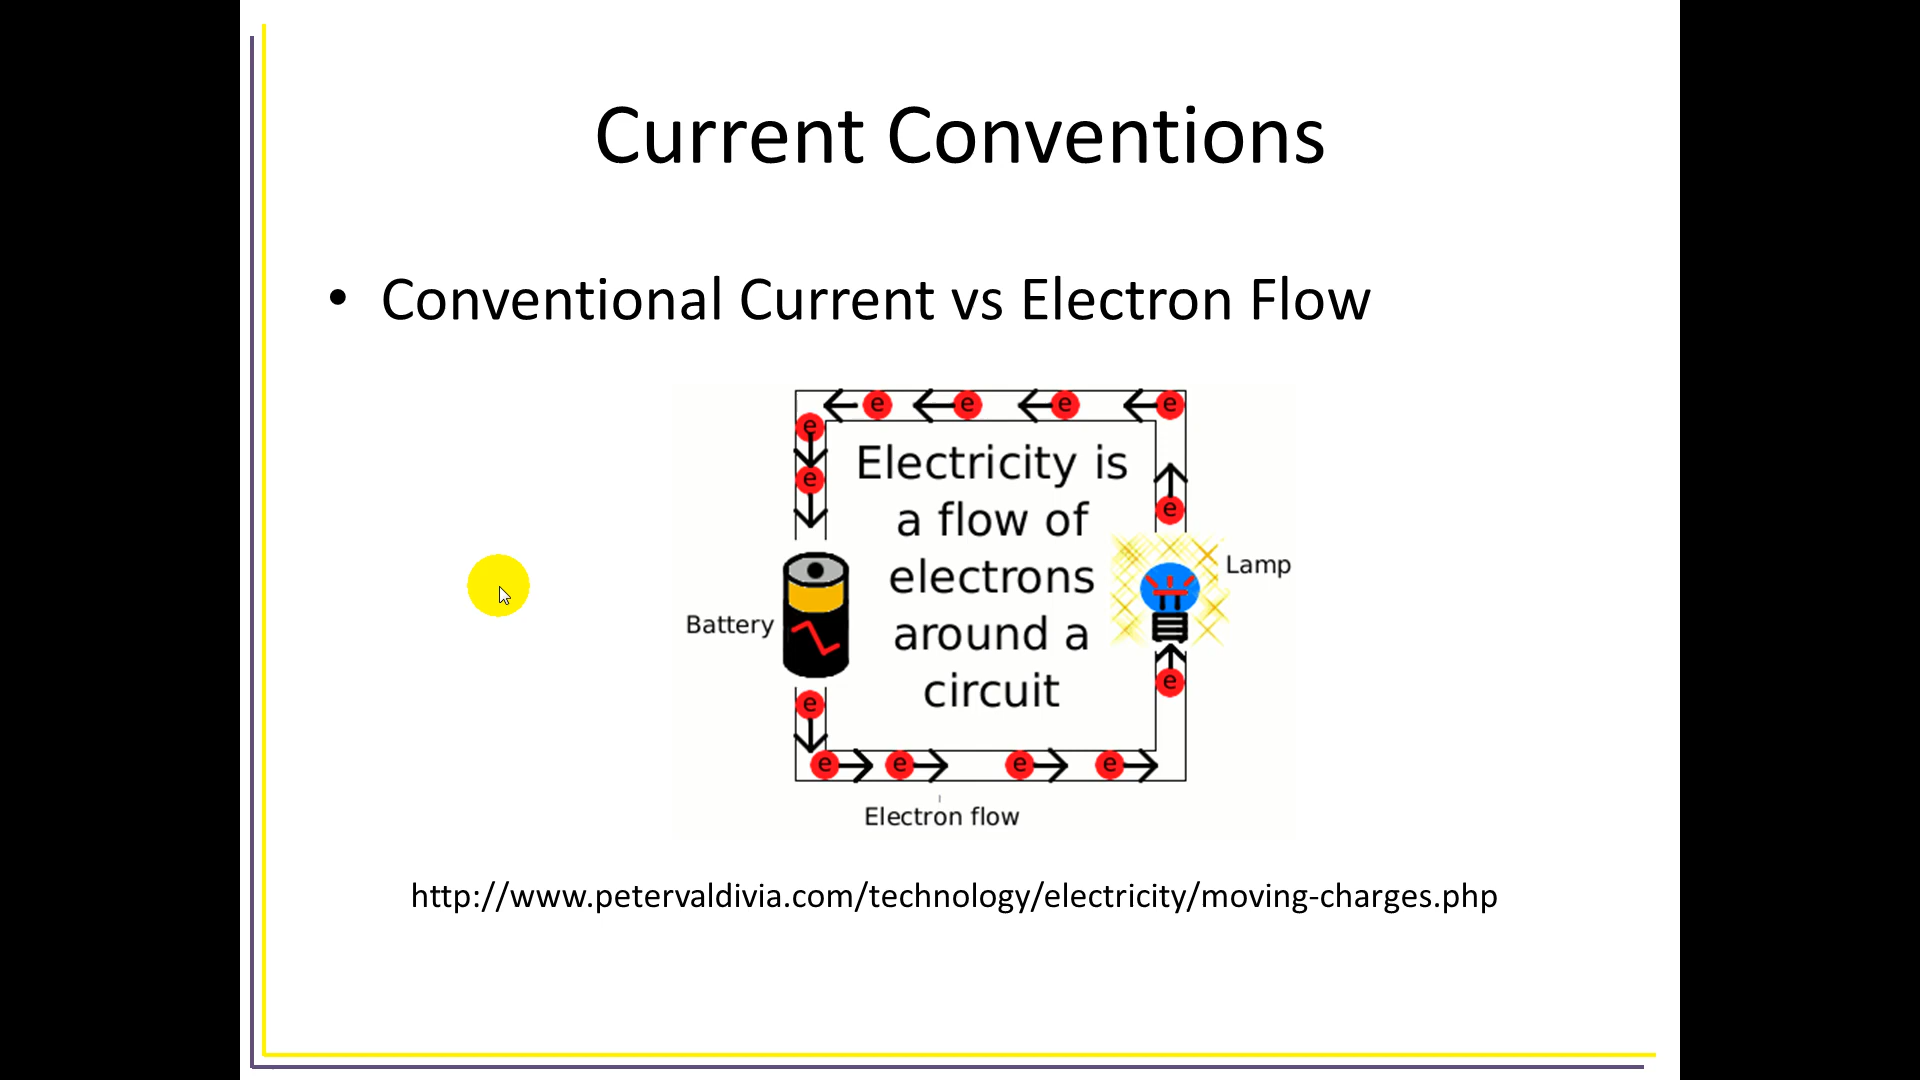 Current Conventions
• Conventional Current vs Electron Flow
e e e e
e
e
e
Electricity is
a flow of
electrons
around a
circuit
Lamp
Battery
e
e
e e e e
Electron flow
http://www.petervaldivia.com/technology/electricity/moving-charges.php